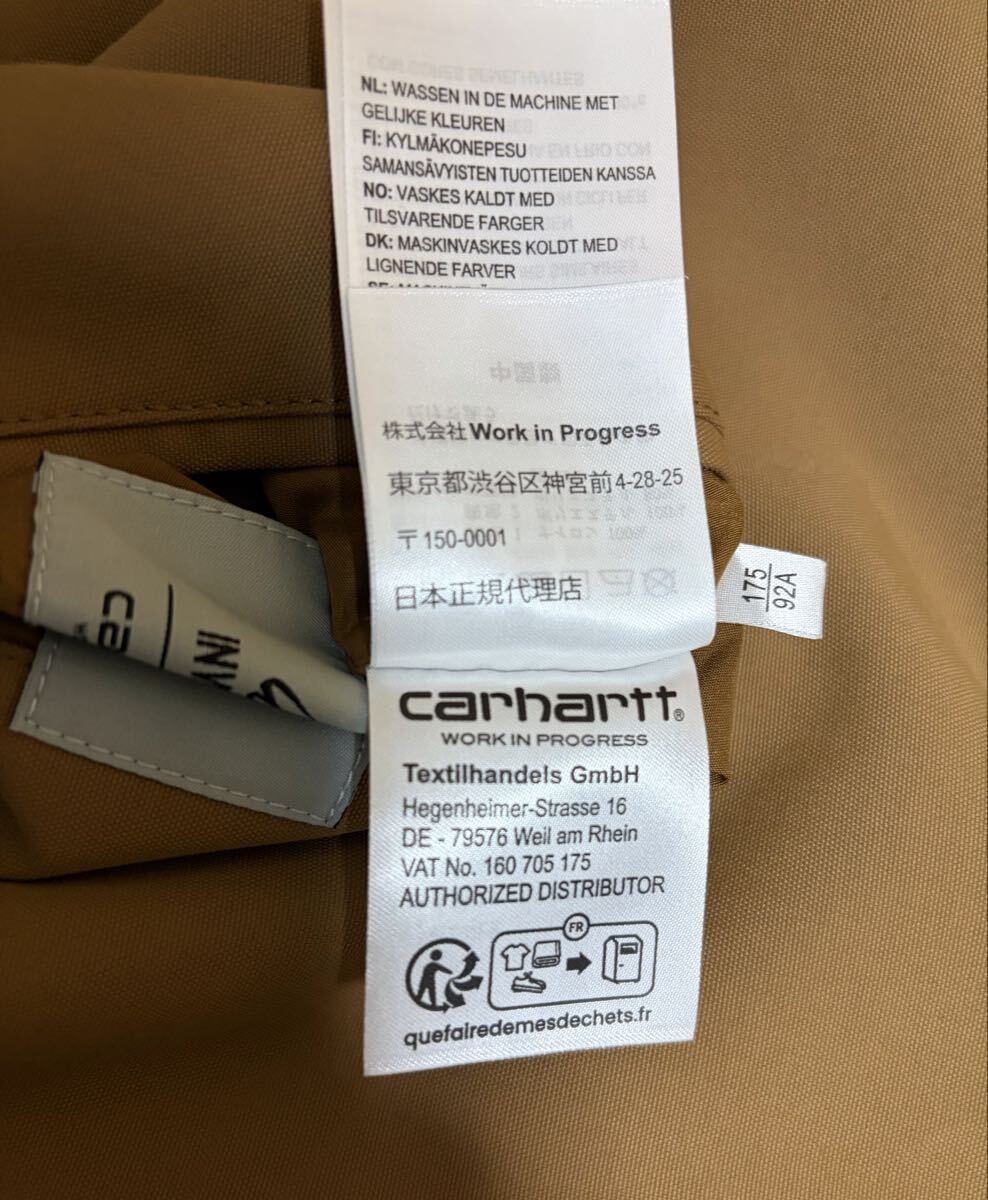 NL: WASSEN IN DE MACHINE MET
GELIJKE KLEUREN
FI: KYLMÄKONEPESU
SAMANSÄVYISTEN TUOTTEIDEN KANSSA
NO: VASKES KALDT MED
TILSVARENDE FARGER
DK: MASKINVASKES KOLDT MED
LIGNENDE FARVER
中国製
株式会社Work in Progress
東京都渋谷区神宮前4-28-25
〒150-0001
日本正規代理店
175
92A
carhartt®
WORK IN PROGRESS
Textilhandels GmbH
Hegenheimer-Strasse 16
DE - 79576 Weil am Rhein
VAT No. 160 705 175
AUTHORIZED DISTRIBUTOR
FR
quefairedemesdechets.fr